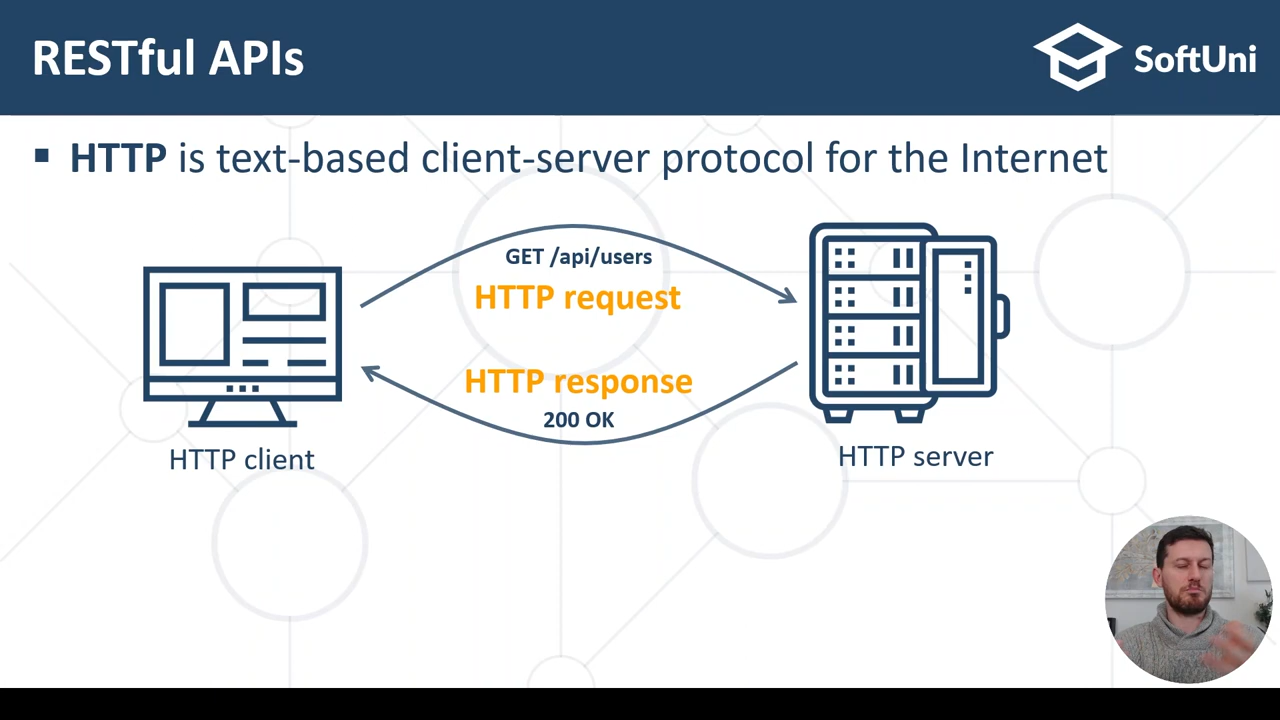 RESTful APIs
SoftUni
HTTP is text-based client-server protocol for the Internet
GET /api/users
HTTP request
HTTP response
200 OK
HTTP client
HTTP server